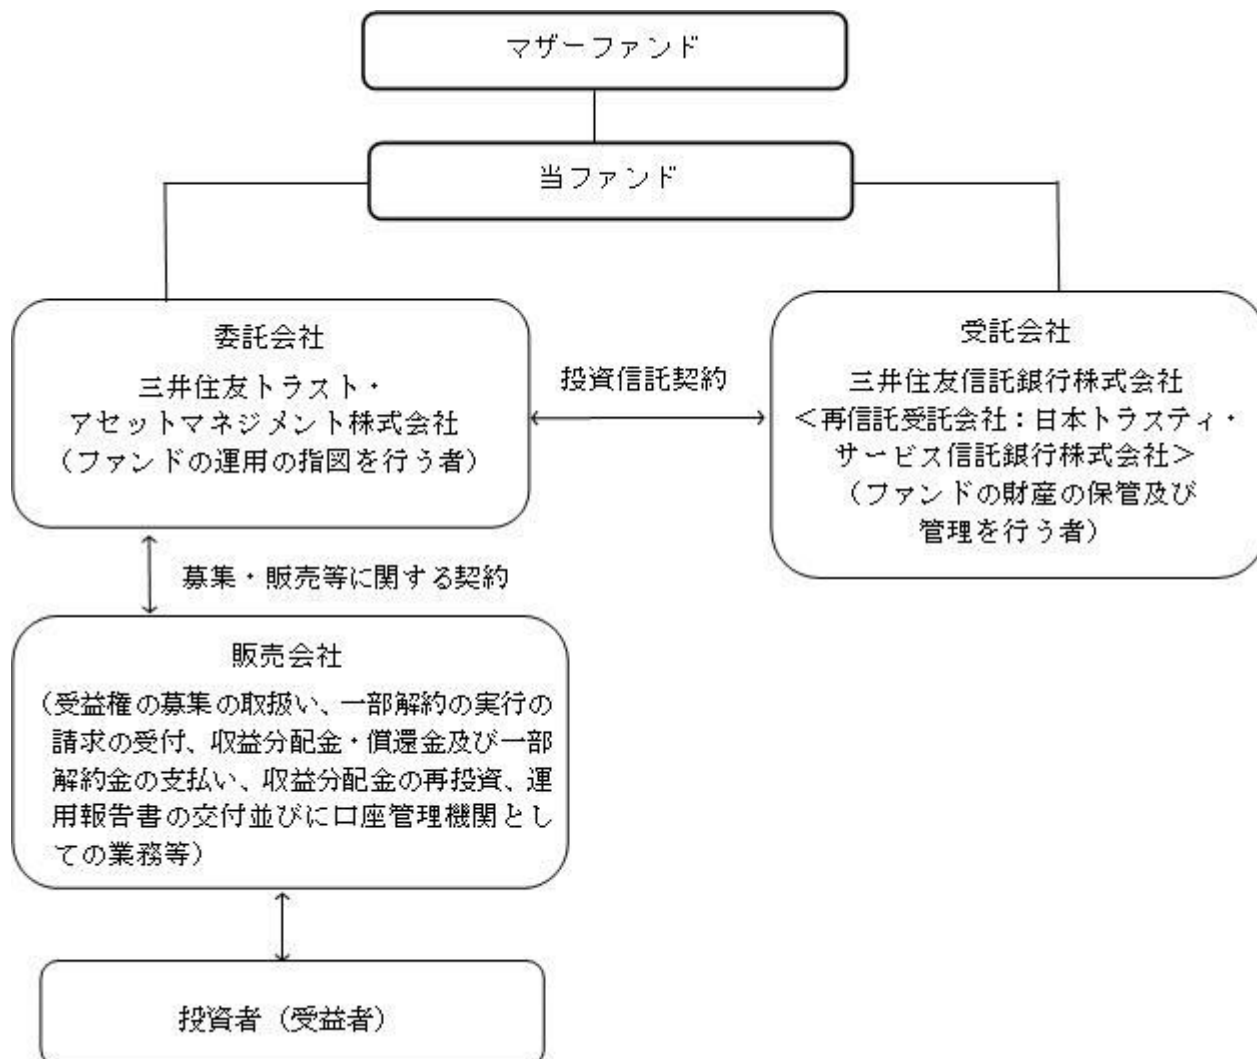 マザーファンド
当ファンド
委託会社
三井住友トラスト・
アセットマネジメント株式会社
（ファンドの運用の指図を行う者）
投資信託契約
受託会社
三井住友信託銀行株式会社
＜再信託受託会社：日本トラスティ・
サービス信託銀行株式会社＞
（ファンドの財産の保管及び
管理を行う者）
募集・販売等に関する契約
販売会社
（受益権の募集の取扱い、一部解約の実行の
請求の受付、収益分配金・償還金及び一部
解約金の支払い、収益分配金の再投資、運
用報告書の交付並びに口座管理機関とし
ての業務等）
投資者（受益者）